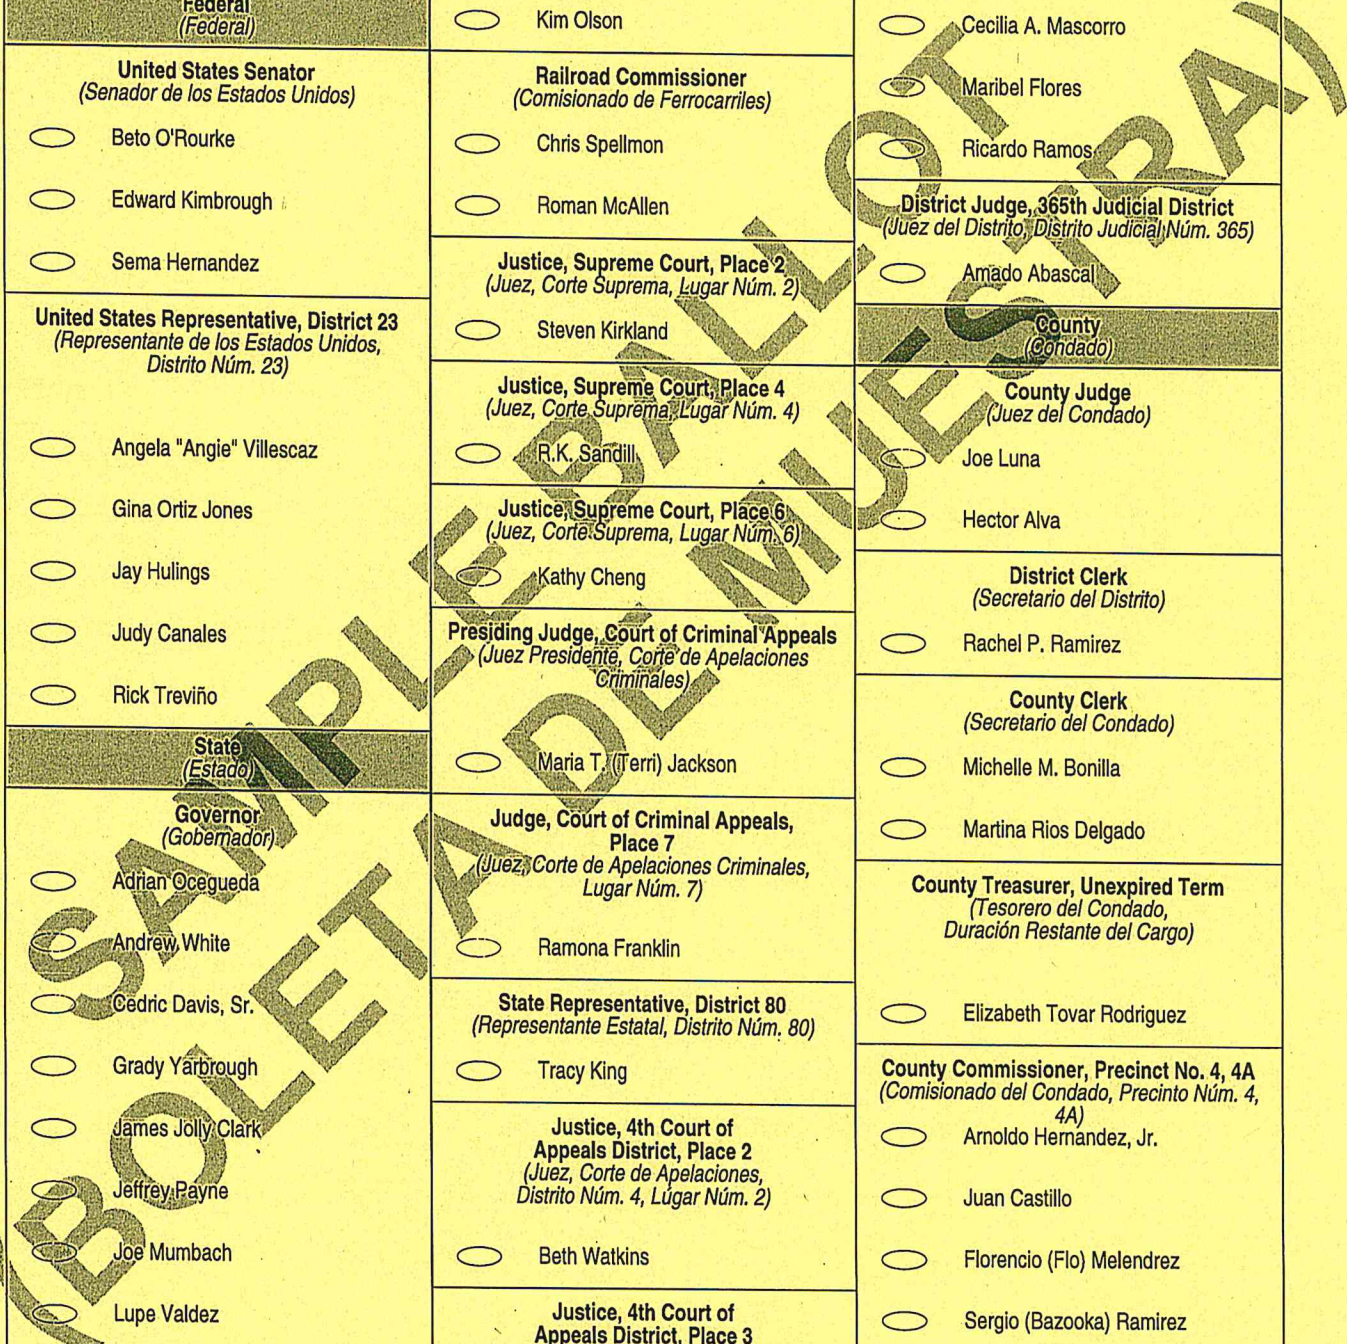 Federal
(Federal)
United States Senator
(Senador de los Estados Unidos)
Beto O'Rourke
Edward Kimbrough
Sema Hernandez
United States Representative, District 23
(Representante de los Estados Unidos,
Distrito Núm. 23)
Angela "Angie" Villescaz
Gina Ortiz Jones
Jay Hulings
Judy Canales
Rick Treviño
State
(Estado)
Governor
(Gobernador)
Adrian Ocegueda
Andrew White
Cedric Davis, Sr.
Grady Yarbrough
James Jolly Clark
Jeffrey Payne
Joe Mumbach
Lupe Valdez
Kim Olson
Railroad Commissioner
(Comisionado de Ferrocarriles)
Chris Spellmon
Roman McAllen
Justice, Supreme Court, Place 2
(Juez, Corte Suprema, Lugar Núm. 2)
Steven Kirkland
Justice, Supreme Court, Place 4
(Juez, Corte Suprema, Lugar Núm. 4)
R.K. Sandill
Justice, Supreme Court, Place 6
(Juez, Corte Suprema, Lugar Núm. 6)
Kathy Cheng
Presiding Judge, Court of Criminal Appeals
(Juez Presidente, Corte de Apelaciones
Criminales)
Maria T. (Terri) Jackson
Judge, Court of Criminal Appeals,
Place 7
(Juez, Corte de Apelaciones Criminales,
Lugar Núm. 7)
Ramona Franklin
State Representative, District 80
(Representante Estatal, Distrito Núm. 80)
Tracy King
Justice, 4th Court of
Appeals District, Place 2
(Juez, Corte de Apelaciones,
Distrito Núm. 4, Lúgar Núm. 2)
Beth Watkins
Justice, 4th Court of
Appeals District, Place 3
Cecilia A. Mascorro
Maribel Flores
Ricardo Ramos
District Judge, 365th Judicial District
(Juez del Distrito, Distrito Judicial Núm. 365)
Amado Abascal
County
(Condado)
County Judge
(Juez del Condado)
Joe Luna
Hector Alva
District Clerk
(Secretario del Distrito)
Rachel P. Ramirez
County Clerk
(Secretario del Condado)
Michelle M. Bonilla
Martina Rios Delgado
County Treasurer, Unexpired Term
(Tesorero del Condado,
Duración Restante del Cargo)
Elizabeth Tovar Rodriguez
County Commissioner, Precinct No. 4, 4A
(Comisionado del Condado, Precinto Núm. 4,
4A)
Arnoldo Hernandez, Jr.
Juan Castillo
Florencio (Flo) Melendrez
Sergio (Bazooka) Ramirez
SAMPLE BALLOT
(BOLETA DE MUESTRA)